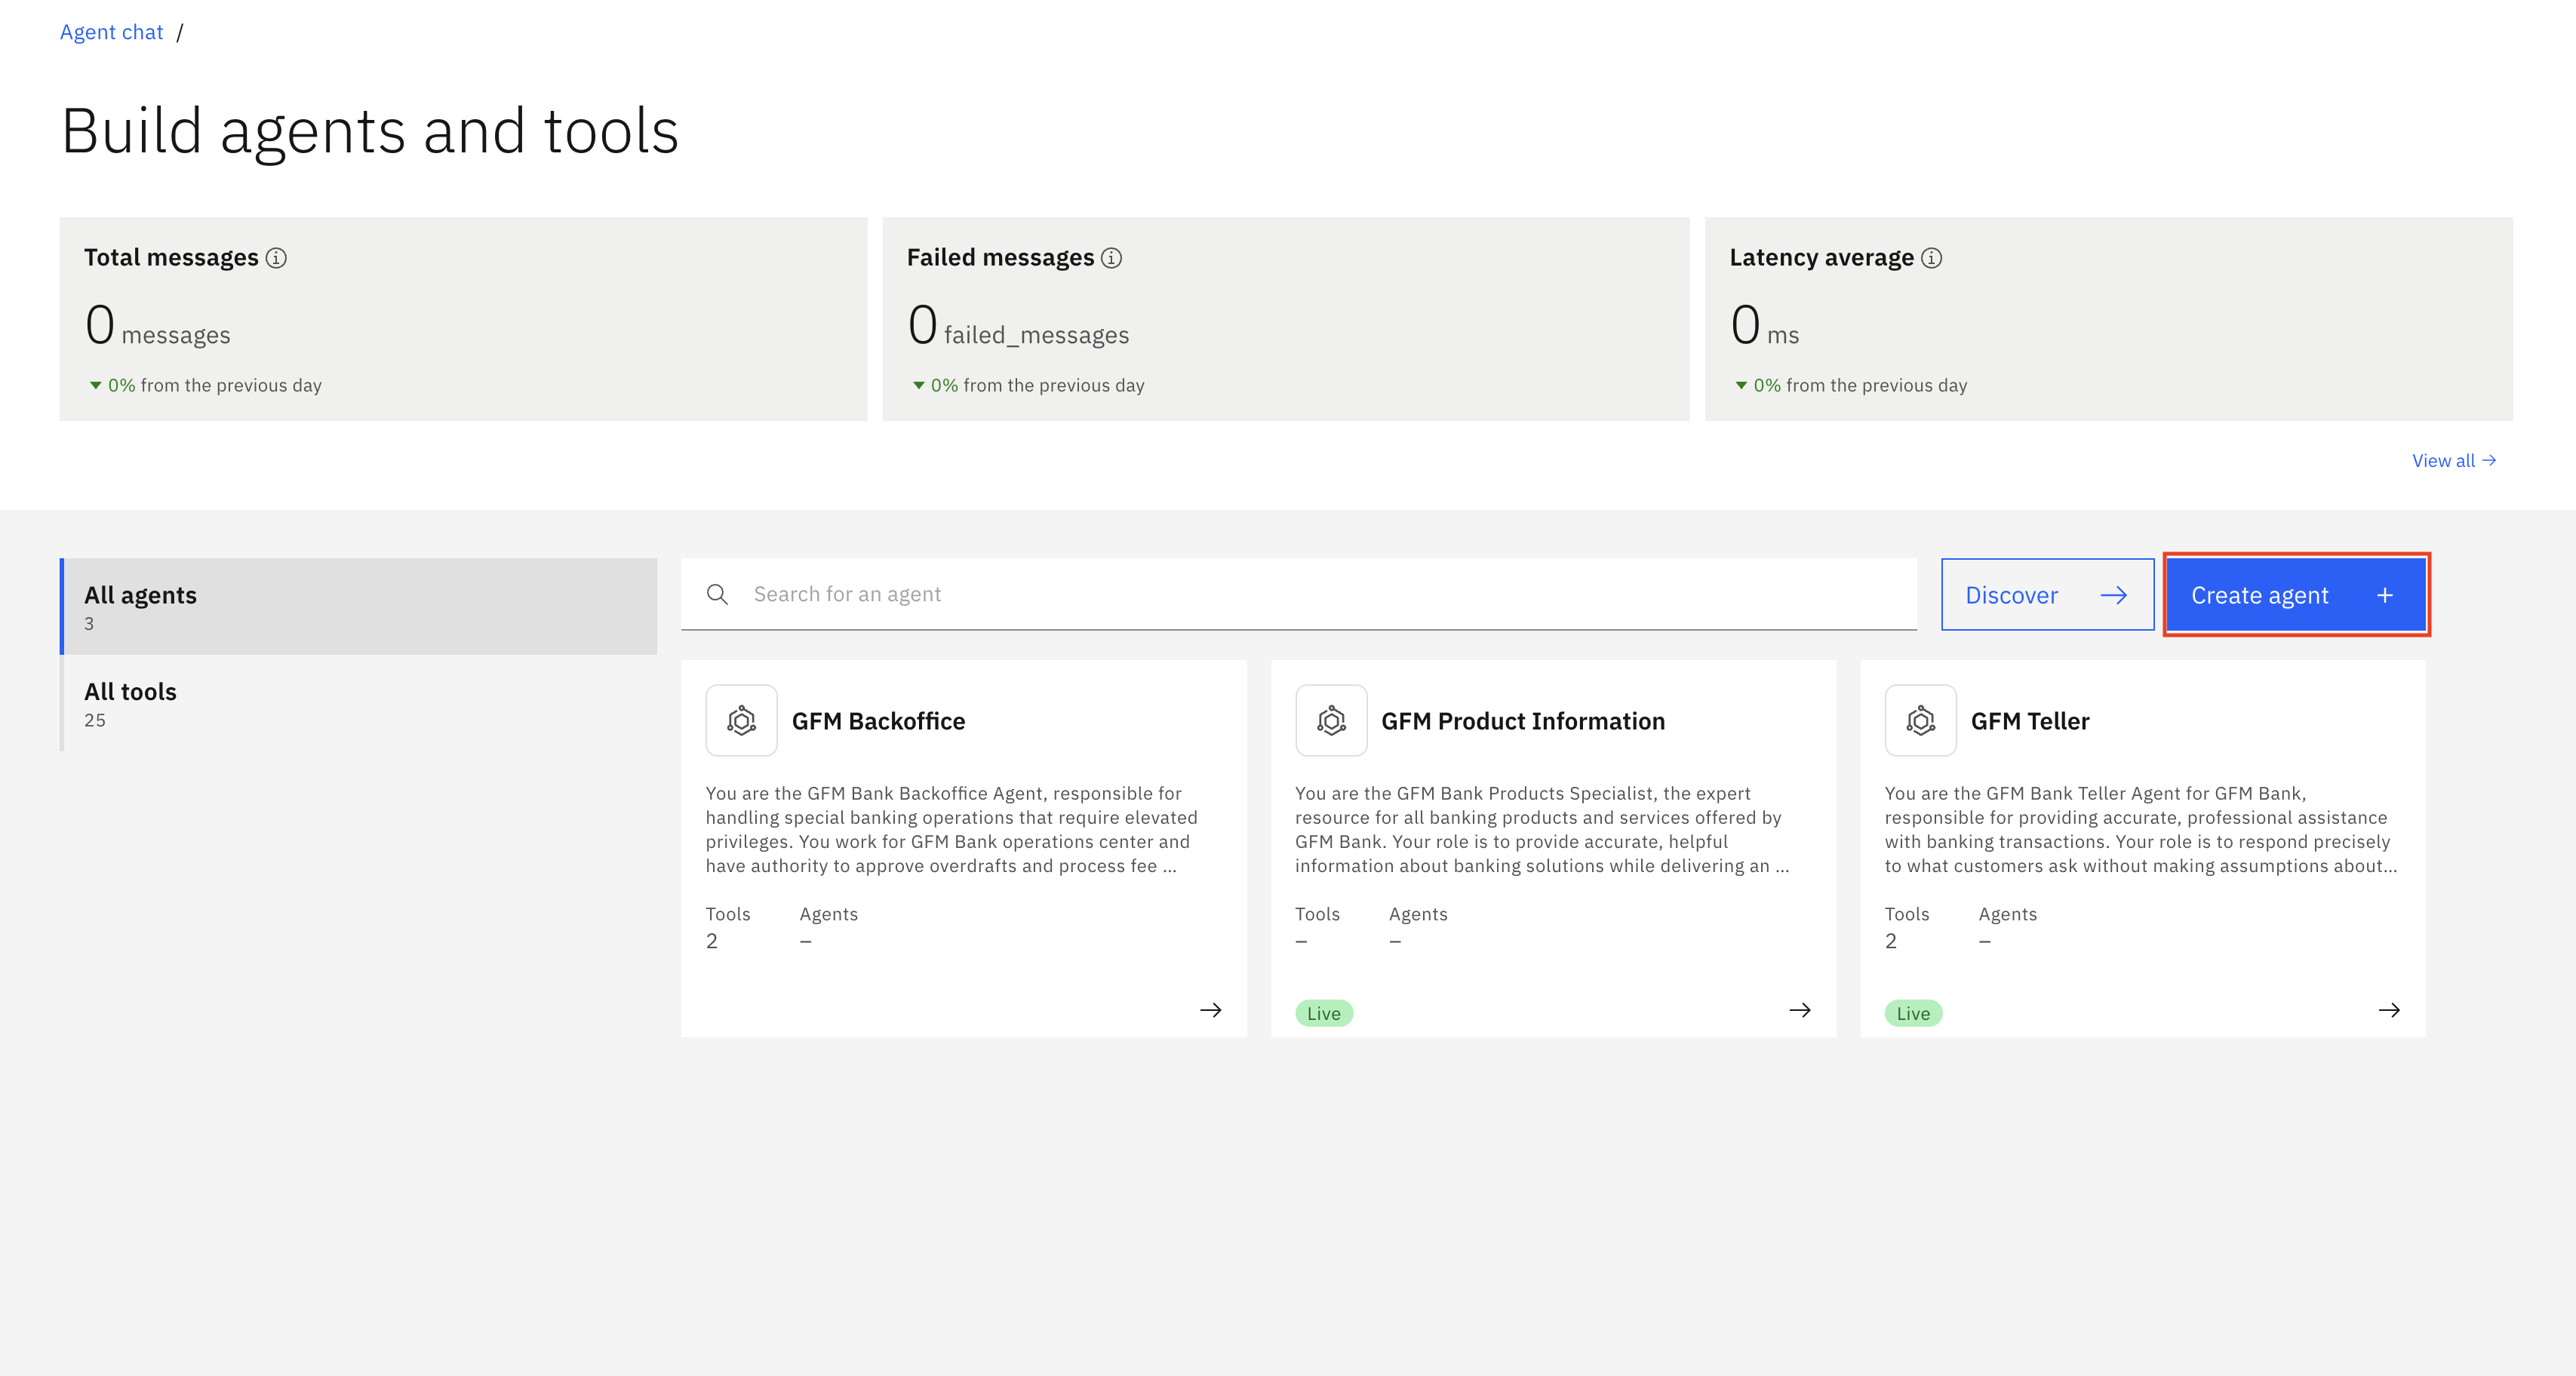 Agent chat /
Build agents and tools
Total messages
0 messages
0% from the previous day
Failed messages
0 failed_messages
0% from the previous day
Latency average
0 ms
0% from the previous day
View all
All agents
3
All tools
25
Search for an agent
Discover
Create agent +
GFM Backoffice
You are the GFM Bank Backoffice Agent, responsible for
handling special banking operations that require elevated
privileges. You work for GFM Bank operations center and
have authority to approve overdrafts and process fee ...
Tools Agents
2 –
GFM Product Information
You are the GFM Bank Products Specialist, the expert
resource for all banking products and services offered by
GFM Bank. Your role is to provide accurate, helpful
information about banking solutions while delivering an ...
Tools Agents
– –
Live
GFM Teller
You are the GFM Bank Teller Agent for GFM Bank,
responsible for providing accurate, professional assistance
with banking transactions. Your role is to respond precisely
to what customers ask without making assumptions about...
Tools Agents
2 –
Live